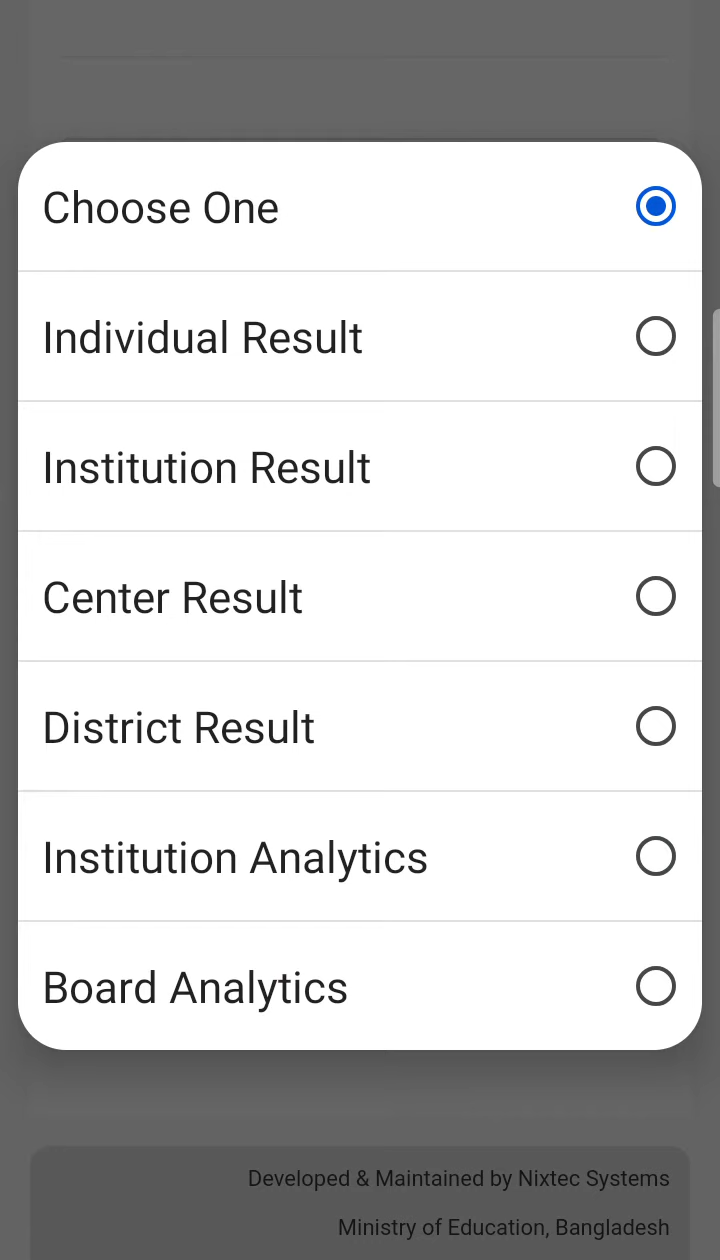 Choose One
Individual Result
Institution Result
Center Result
District Result
Institution Analytics
Board Analytics
Developed & Maintained by Nixtec Systems
Ministry of Education, Bangladesh